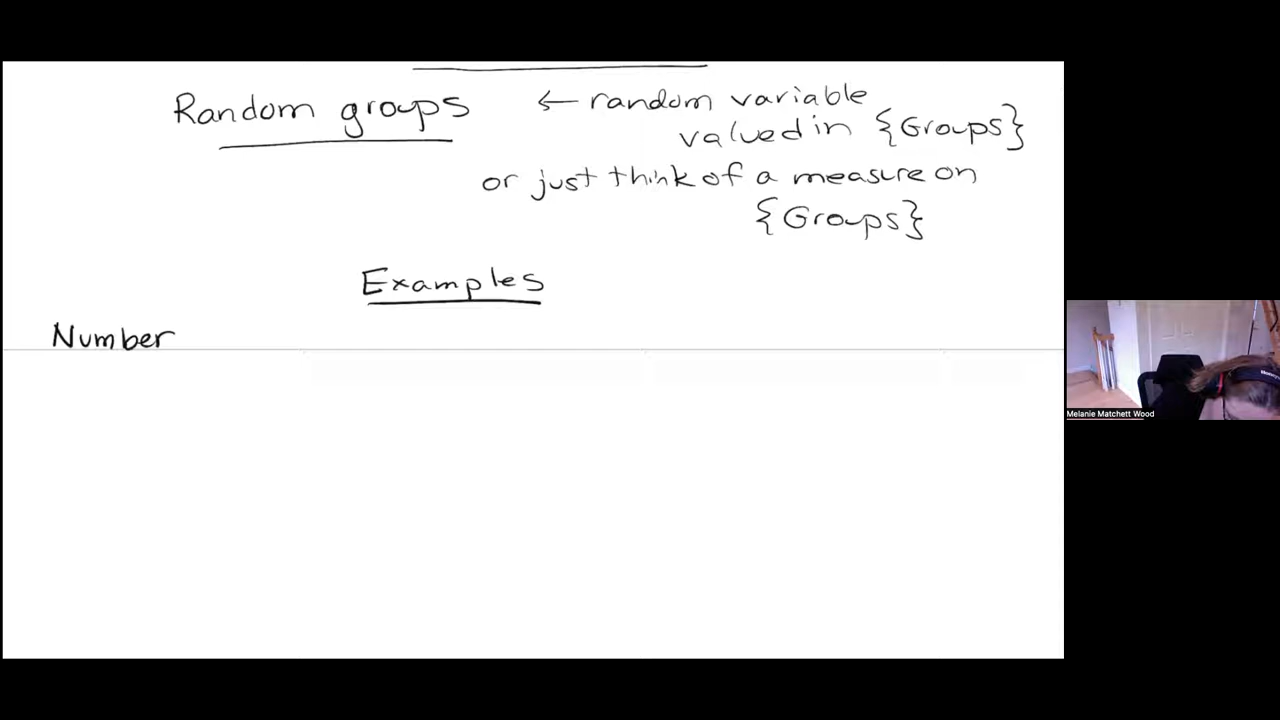 Random groups ← random variable
valued in {Groups}
or just think of a measure on
{Groups}
Examples
Number
Melanie Matchett Wood